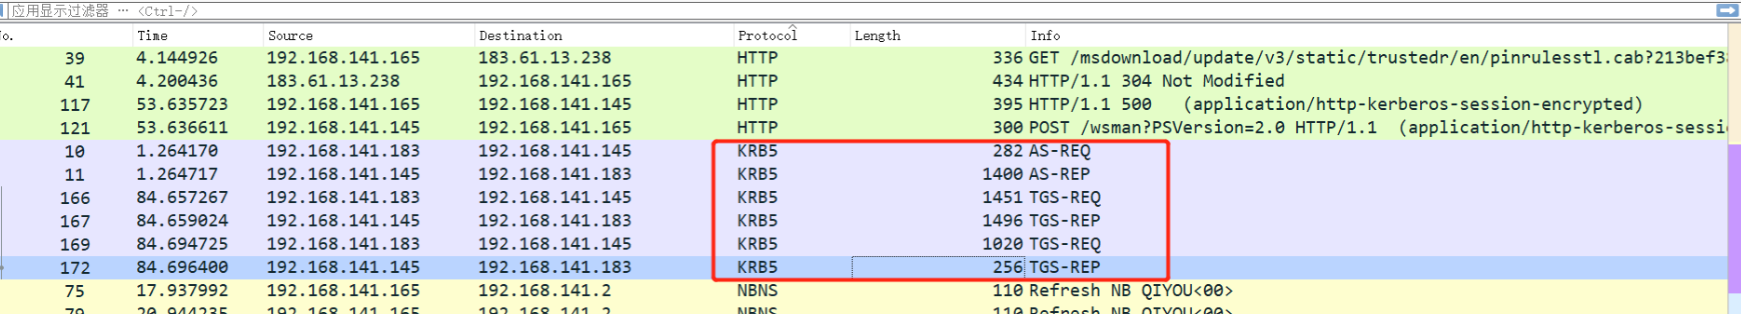 应用显示过滤器 … <Ctrl-/>
No. Time Source Destination Protocol Length Info
39 4.144926 192.168.141.165 183.61.13.238 HTTP 336 GET /msdownload/update/v3/static/trustedr/en/pinrulesstl.cab?213bef3
41 4.200436 183.61.13.238 192.168.141.165 HTTP 434 HTTP/1.1 304 Not Modified
117 53.635723 192.168.141.165 192.168.141.145 HTTP 395 HTTP/1.1 500 (application/http-kerberos-session-encrypted)
121 53.636611 192.168.141.145 192.168.141.165 HTTP 300 POST /wsman?PSVersion=2.0 HTTP/1.1 (application/http-kerberos-sessi
10 1.264170 192.168.141.183 192.168.141.145 KRB5 282 AS-REQ
11 1.264717 192.168.141.145 192.168.141.183 KRB5 1400 AS-REP
166 84.657267 192.168.141.183 192.168.141.145 KRB5 1451 TGS-REQ
167 84.659024 192.168.141.145 192.168.141.183 KRB5 1496 TGS-REP
169 84.694725 192.168.141.183 192.168.141.145 KRB5 1020 TGS-REQ
172 84.696400 192.168.141.145 192.168.141.183 KRB5 256 TGS-REP
75 17.937992 192.168.141.165 192.168.141.2 NBNS 110 Refresh NB QIYOU<00>
79 20.944235 192.168.141.165 192.168.141.2 NBNS 110 Refresh NB QIYOU<00>